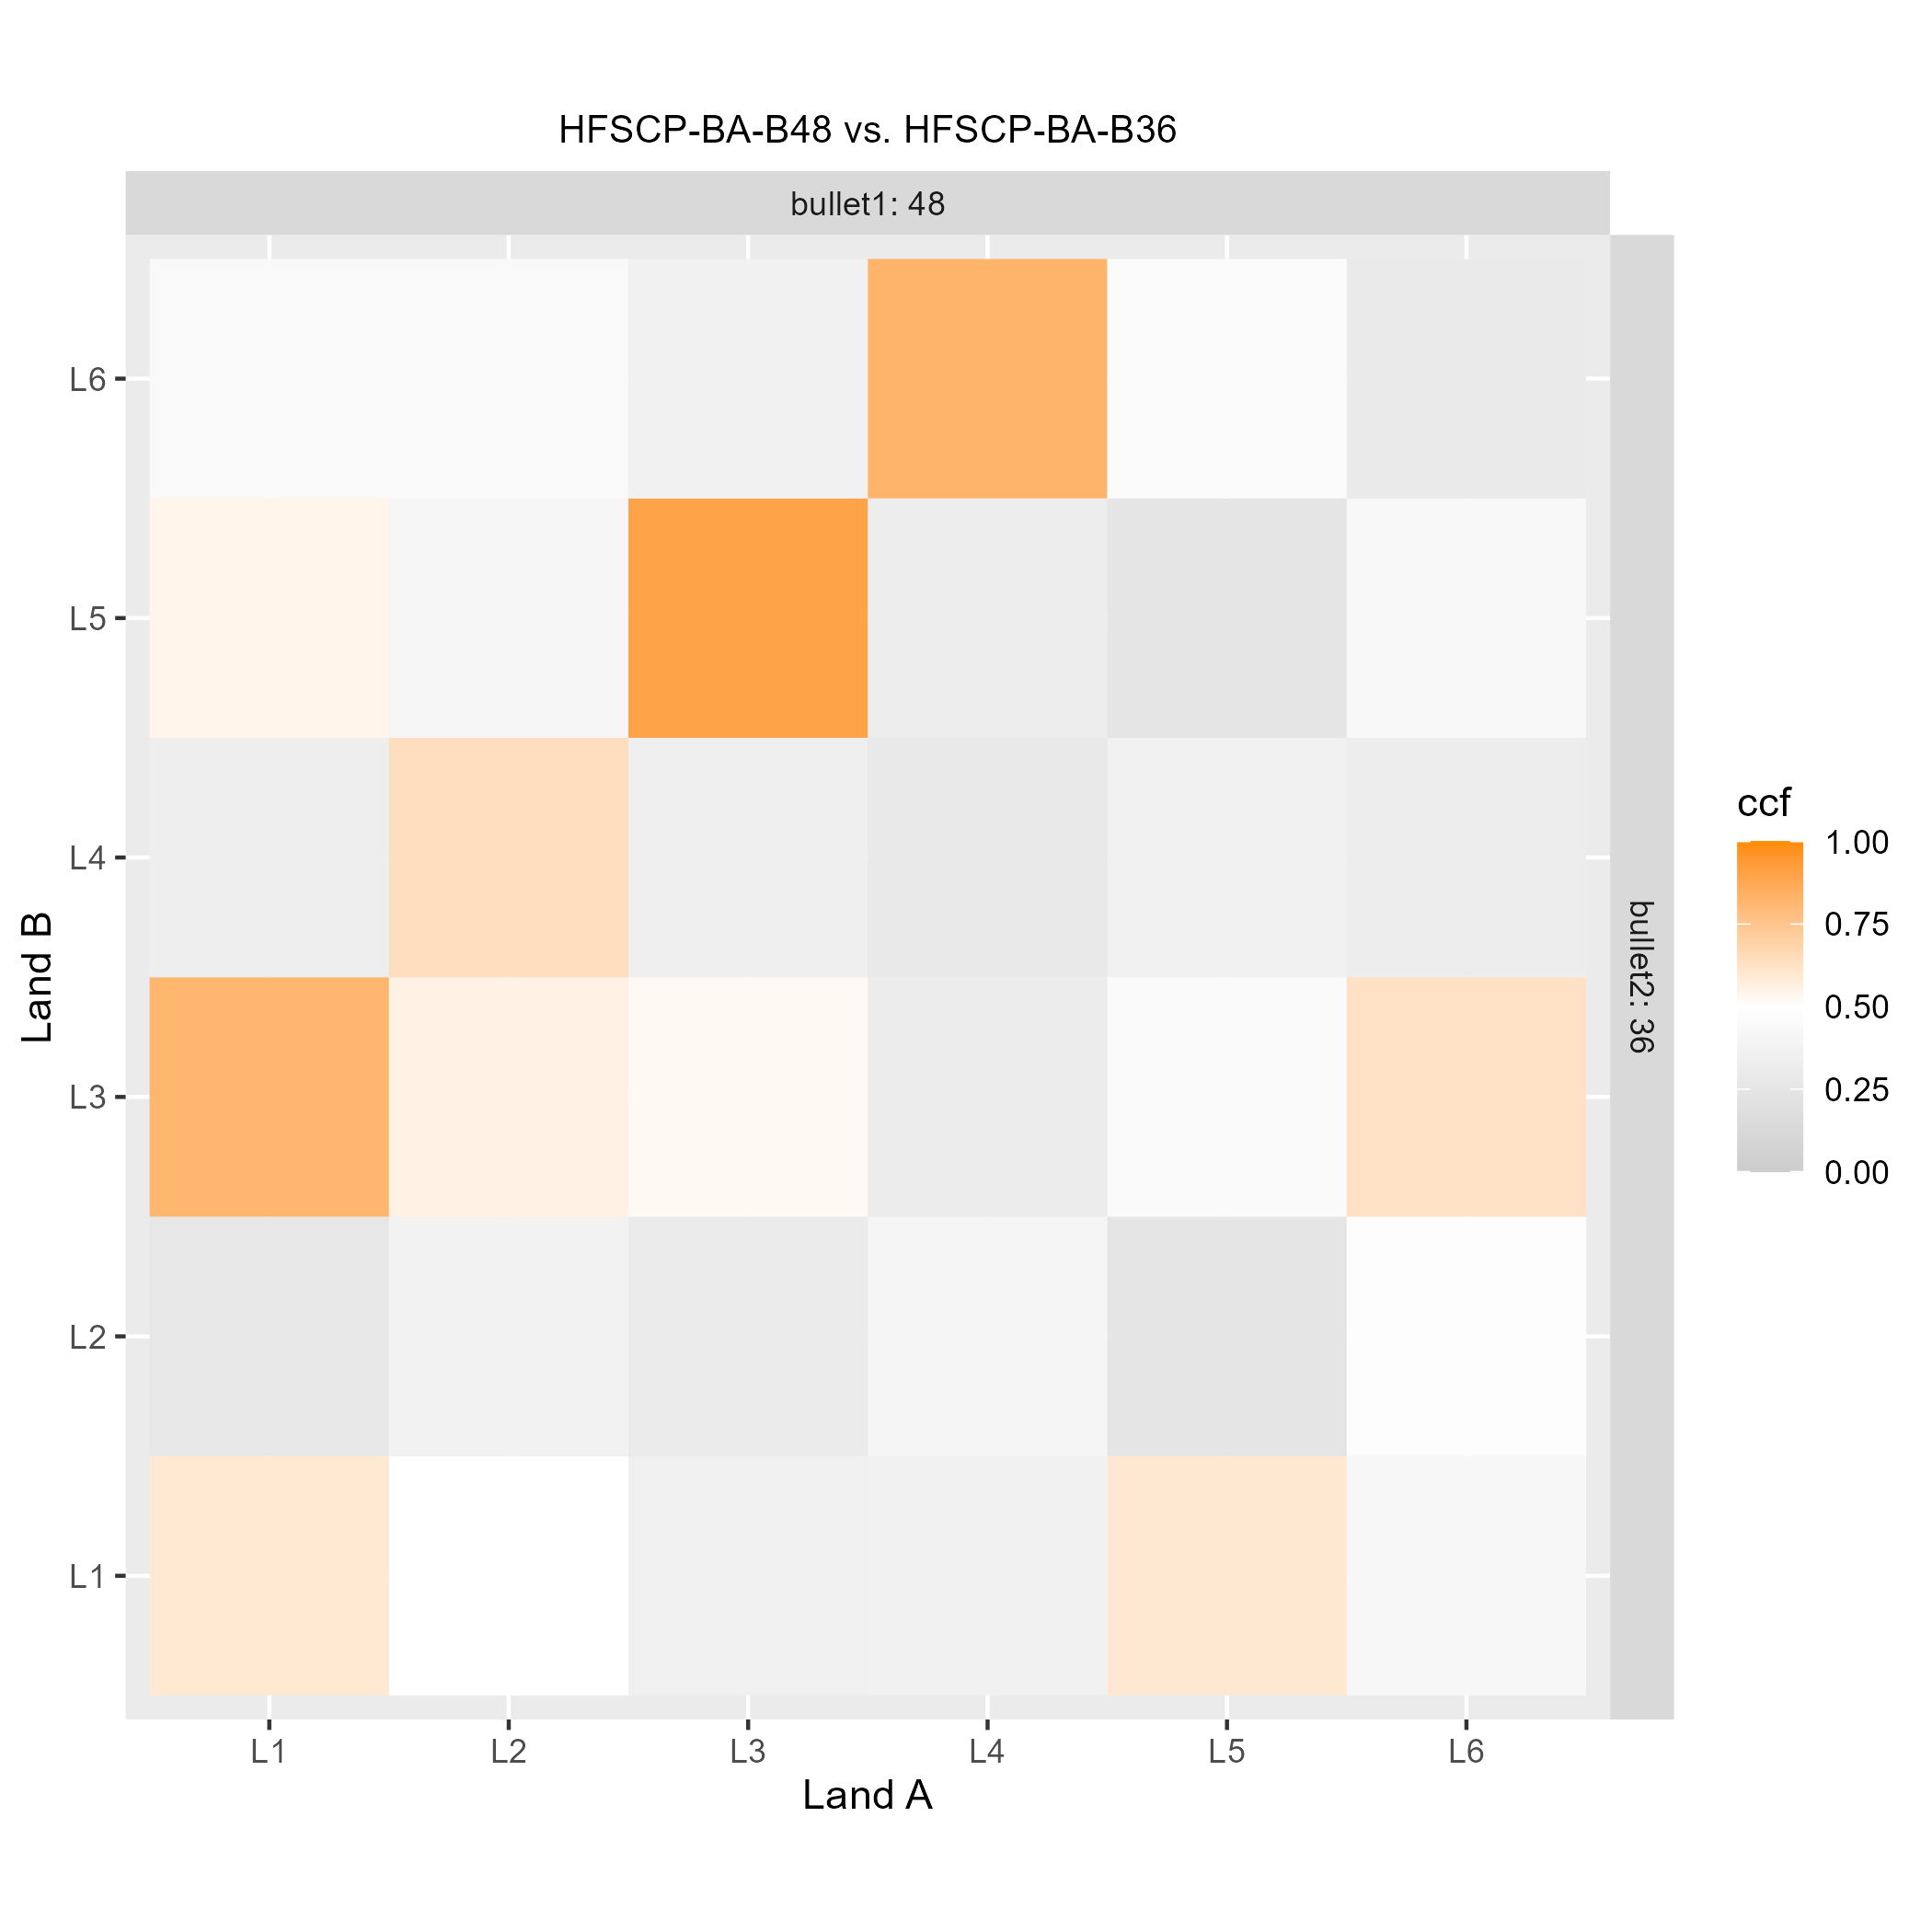 HFSCP-BA-B48 vs. HFSCP-BA-B36
bullet1: 48
L6
L5
L4
L3
L2
L1
Land B
bullet2: 36
L1
L2
L3
L4
L5
L6
Land A
ccf
1.00
0.75
0.50
0.25
0.00